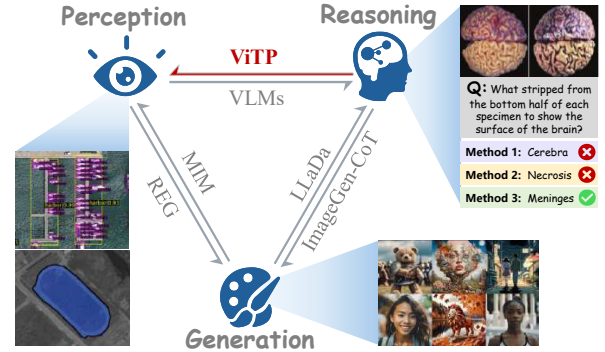 Perception
Reasoning
ViTP
VLMs
MIM
REG
LLaDa
ImageGen-CoT
Generation
Q: What stripped from
the bottom half of each
specimen to show the
surface of the brain?
Method 1: Cerebra
Method 2: Necrosis
Method 3: Meninges